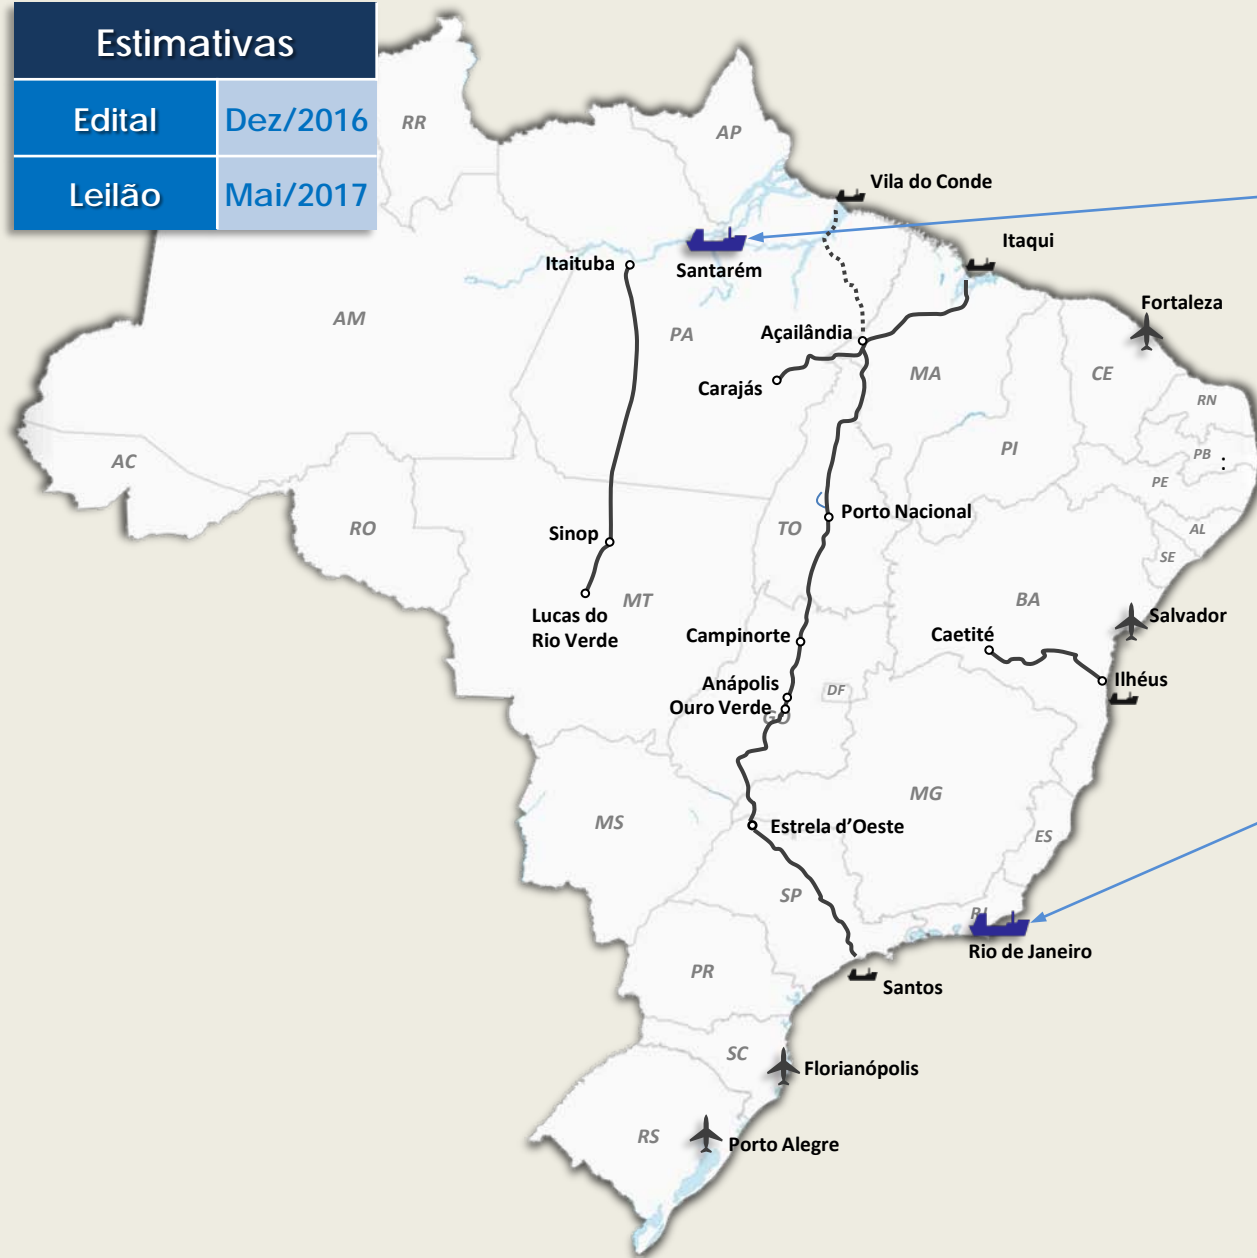 Estimativas
Edital Dez/2016
Leilão Mai/2017
RR
AP
Vila do Conde
Itaqui
Itaituba
Santarém
Fortaleza
AM
PA
Açailândia
MA
CE
Carajás
RN
PI
PB
:
AC
PE
Porto Nacional
RO
Sinop
TO
AL
SE
MT
BA
Lucas do
Rio Verde
Salvador
Campinorte
Caetité
Anápolis
DF
Ilhéus
Ouro Verde
GO
MG
MS
Estrela d’Oeste
ES
SP
RJ
Rio de Janeiro
PR
Santos
SC
Florianópolis
RS
Porto Alegre